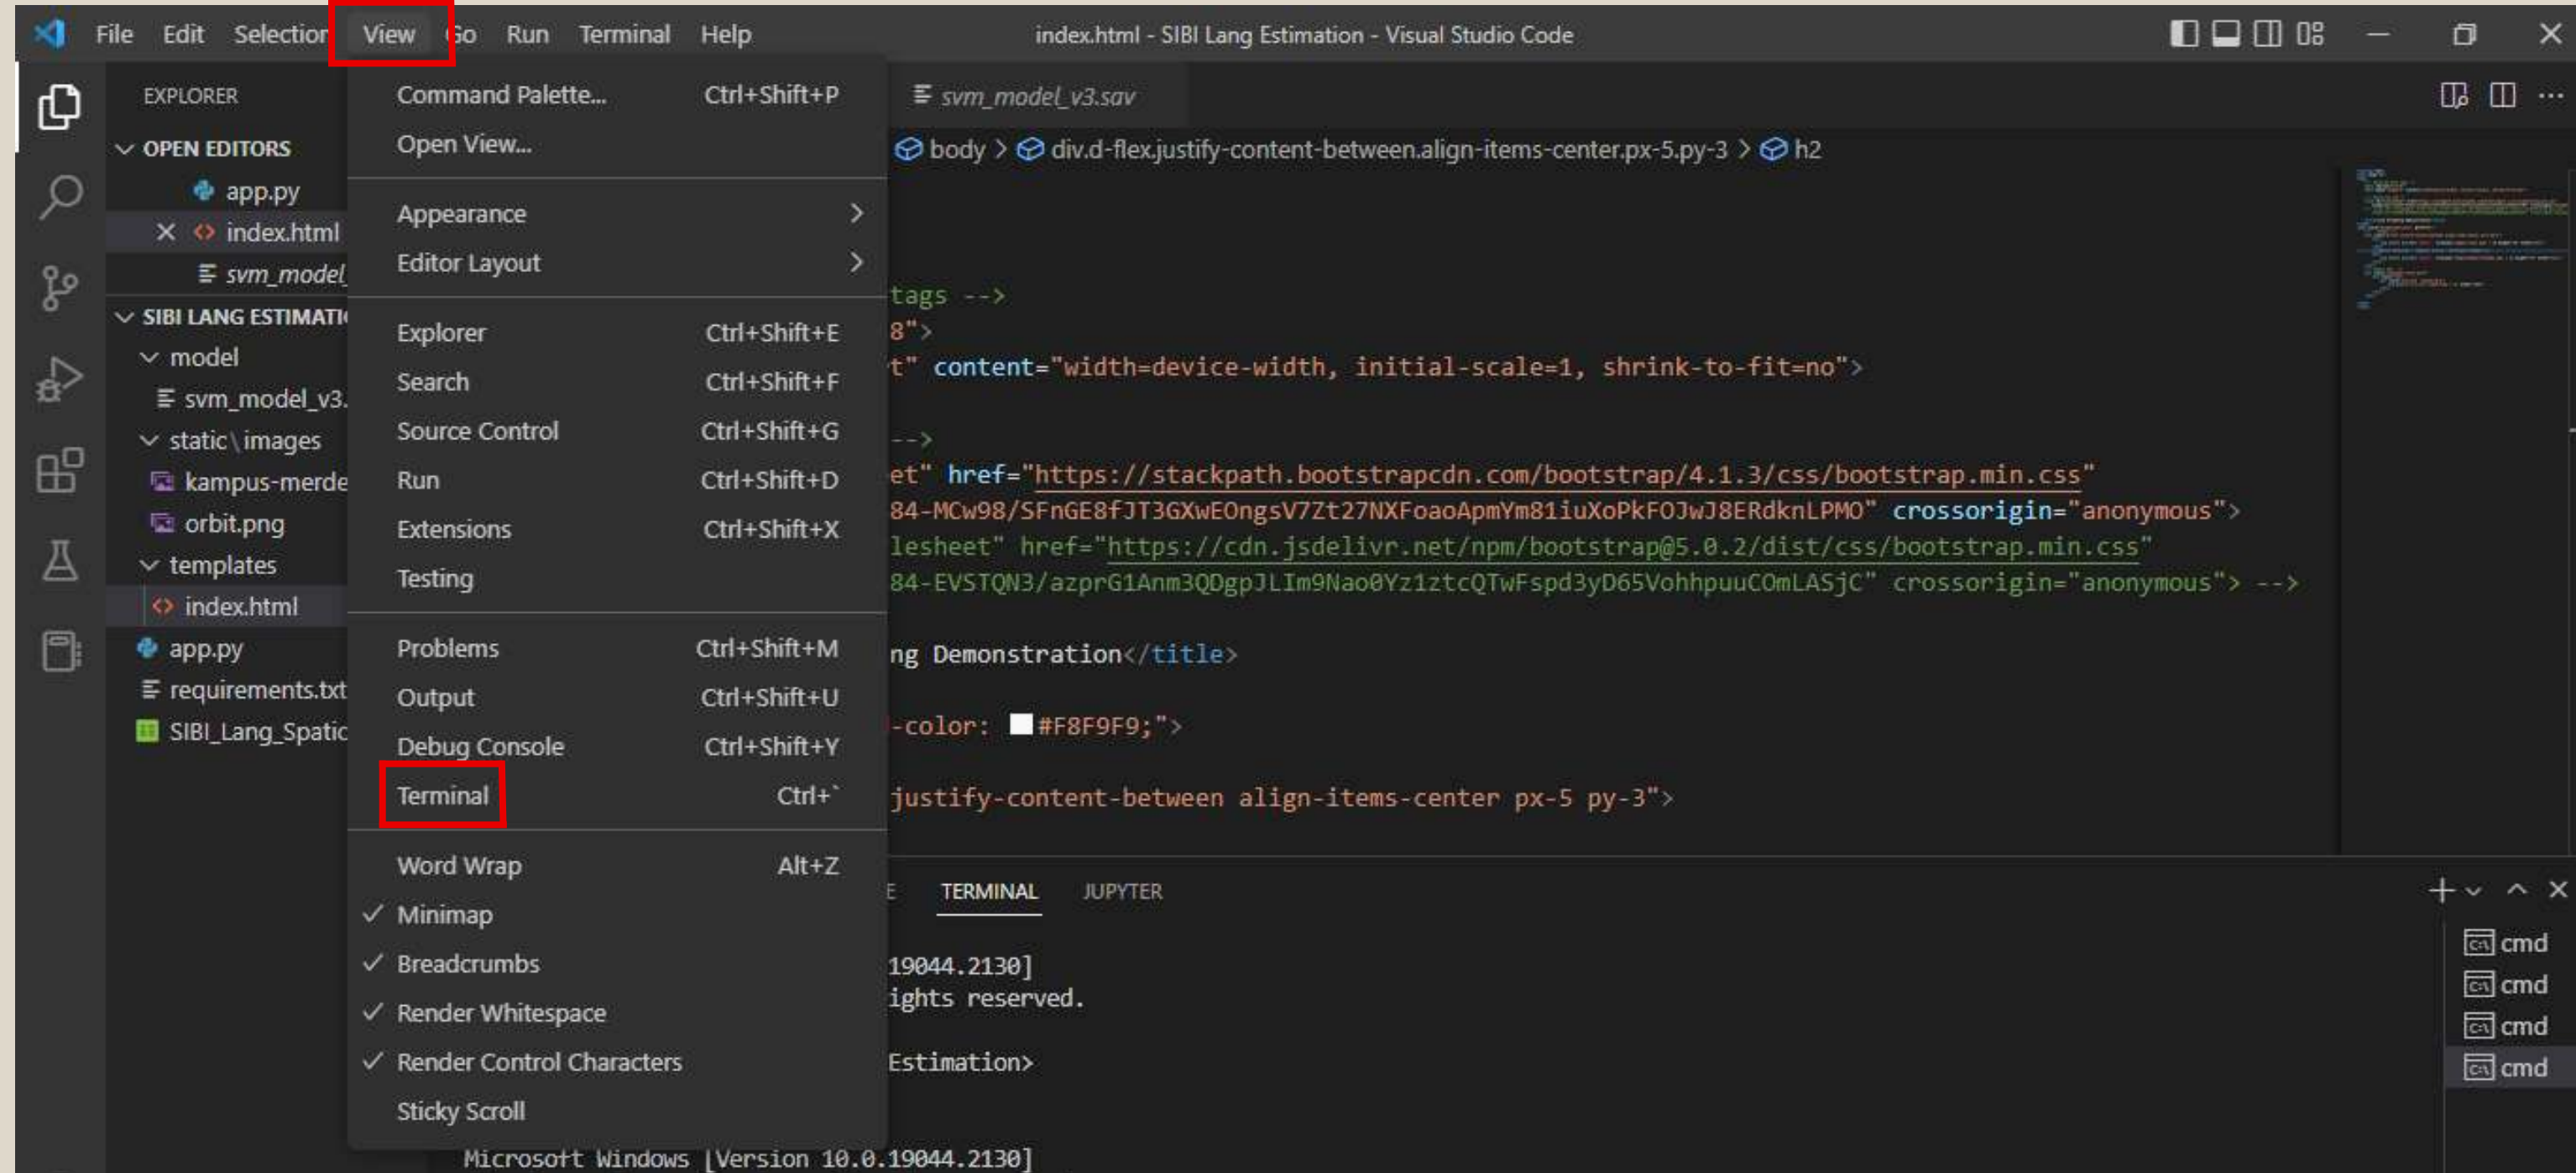 File Edit Selection View Go Run Terminal Help
index.html - SIBI Lang Estimation - Visual Studio Code
EXPLORER
OPEN EDITORS
app.py
index.html
svm_model_
SIBI LANG ESTIMATI
model
svm_model_v3.
static\images
kampus-merde
orbit.png
templates
index.html
app.py
requirements.txt
SIBI_Lang_Spatic
Command Palette... Ctrl+Shift+P
Open View...
Appearance
Editor Layout
Explorer Ctrl+Shift+E
Search Ctrl+Shift+F
Source Control Ctrl+Shift+G
Run Ctrl+Shift+D
Extensions Ctrl+Shift+X
Testing
Problems Ctrl+Shift+M
Output Ctrl+Shift+U
Debug Console Ctrl+Shift+Y
Terminal Ctrl+`
Word Wrap Alt+Z
Minimap
Breadcrumbs
Render Whitespace
Render Control Characters
Sticky Scroll
svm_model_v3.sav
body > div.d-flex.justify-content-between.align-items-center.px-5.py-3 > h2
tags -->
8">
t" content="width=device-width, initial-scale=1, shrink-to-fit=no">
-->
et" href="https://stackpath.bootstrapcdn.com/bootstrap/4.1.3/css/bootstrap.min.css"
84-MCw98/SFnGE8fJT3GXwEOngsV7Zt27NXFoaoApmYm81iuXoPkFOJwJ8ERdknLPMO" crossorigin="anonymous">
lesheet" href="https://cdn.jsdelivr.net/npm/bootstrap@5.0.2/dist/css/bootstrap.min.css"
84-EVSTQN3/azprG1Anm3QDgpJLIm9Nao0Yz1ztcQTwFspd3yD65VohhpuuCOmLASjC" crossorigin="anonymous"> -->
ng Demonstration</title>
-color: #F8F9F9;">
justify-content-between align-items-center px-5 py-3">
E TERMINAL JUPYTER
19044.2130]
ights reserved.
Estimation>
Microsoft Windows [Version 10.0.19044.2130]
cmd
cmd
cmd
cmd